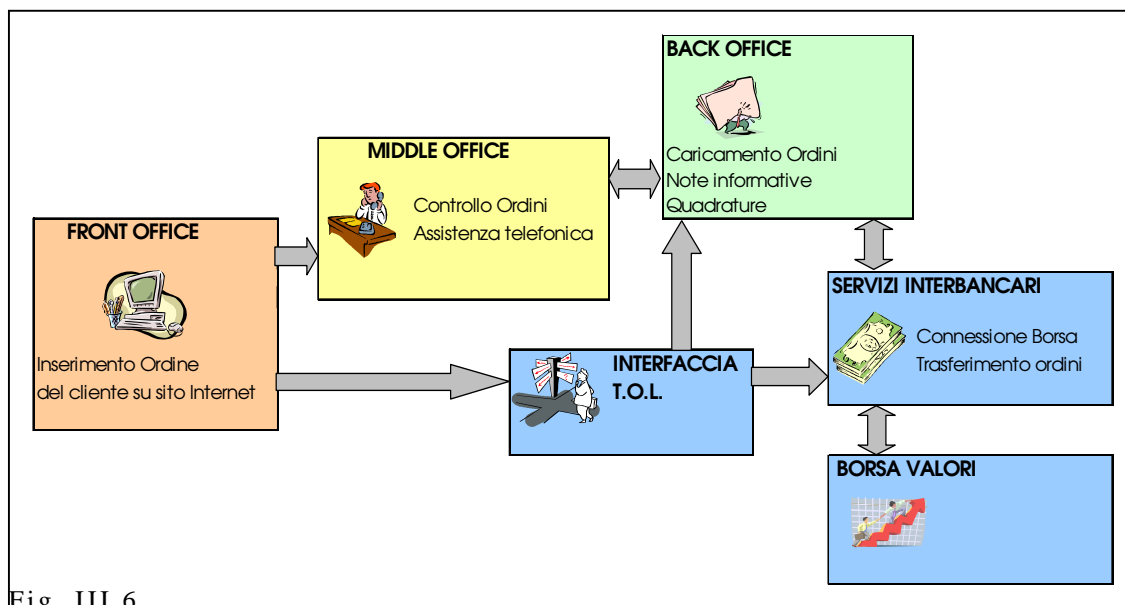 BACK OFFICE
Caricamento Ordini
Note informative
Quadrature
MIDDLE OFFICE
Controllo Ordini
Assistenza telefonica
FRONT OFFICE
Inserimento Ordine
del cliente su sito Internet
INTERFACCIA
T.O.L.
SERVIZI INTERBANCARI
Connessione Borsa
Trasferimento ordini
BORSA VALORI
Fig. III.6